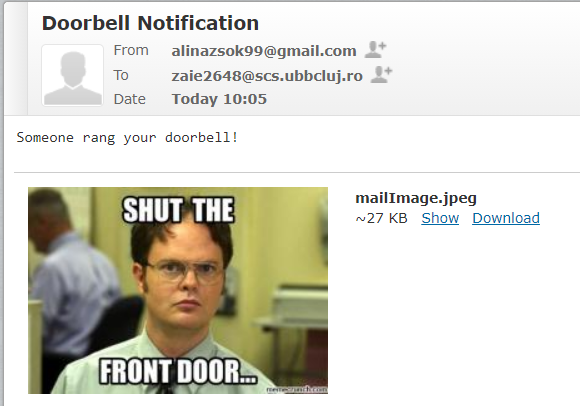 Doorbell Notification
From alinazsok99@gmail.com
To zaie2648@scs.ubbcluj.ro
Date Today 10:05
Someone rang your doorbell!
SHUT THE
FRONT DOOR...
memecrunch.com
mailImage.jpeg
~27 KB Show Download